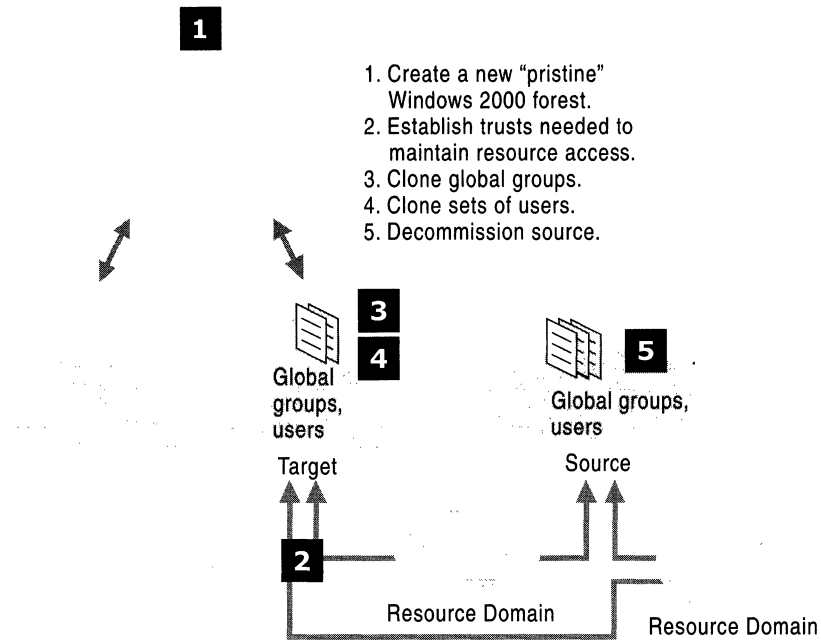 1
1. Create a new “pristine”
Windows 2000 forest.
2. Establish trusts needed to
maintain resource access.
3. Clone global groups.
4. Clone sets of users.
5. Decommission source.
3
4
Global
groups,
users
Target
5
Global groups,
users
Source
2
Resource Domain
Resource Domain